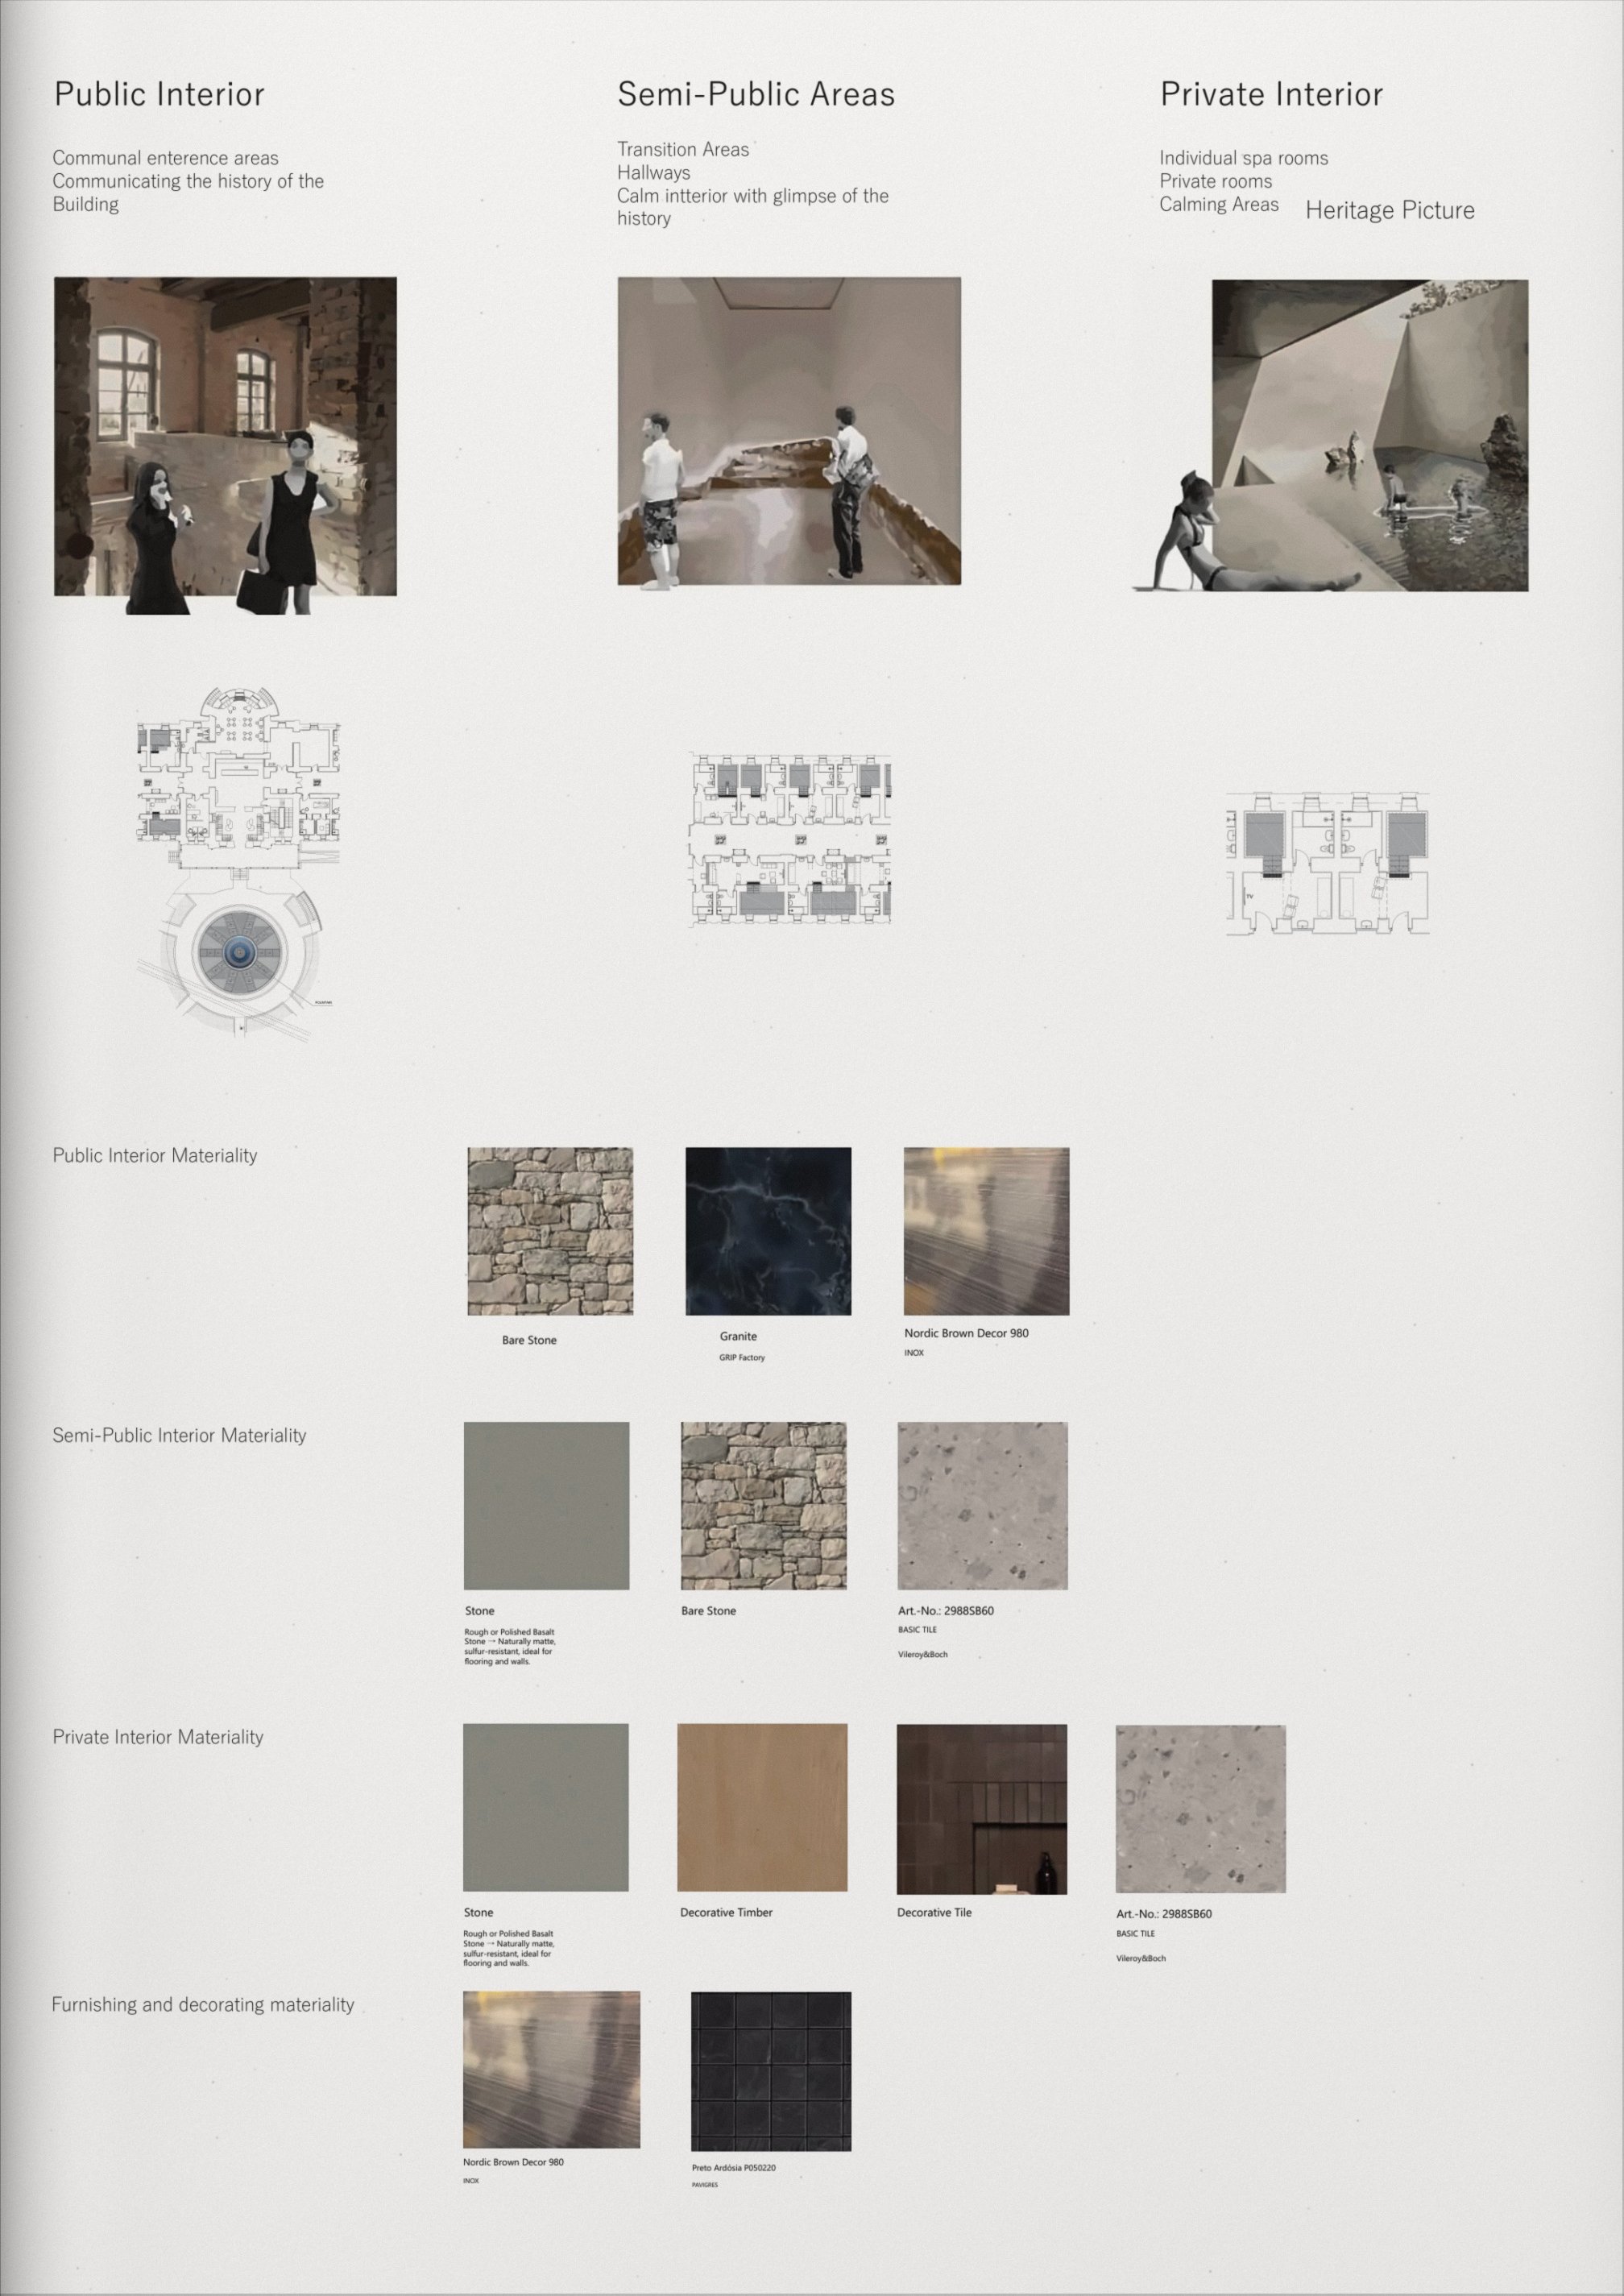 Public Interior
Communal enterence areas
Communicating the history of the
Building
Semi-Public Areas
Transition Areas
Hallways
Calm intterior with glimpse of the
history
Private Interior
Individual spa rooms
Private rooms
Calming Areas
Heritage Picture
TV
Public Interior Materiality
Bare Stone
Granite
GRIP Factory
Nordic Brown Decor 980
INOX
Semi-Public Interior Materiality
Stone
Rough or Polished Basalt
Stone → Naturally matte,
sulfur-resistant, ideal for
flooring and walls.
Bare Stone
Art.-No.: 2988SB60
BASIC TILE
Vileroy&Boch
Private Interior Materiality
Stone
Rough or Polished Basalt
Stone → Naturally matte,
sulfur-resistant, ideal for
flooring and walls.
Decorative Timber
Decorative Tile
Art.-No.: 2988SB60
BASIC TILE
Vileroy&Boch
Furnishing and decorating materiality
Nordic Brown Decor 980
INOX
Preto Ardósia P050220
PAVIGRES